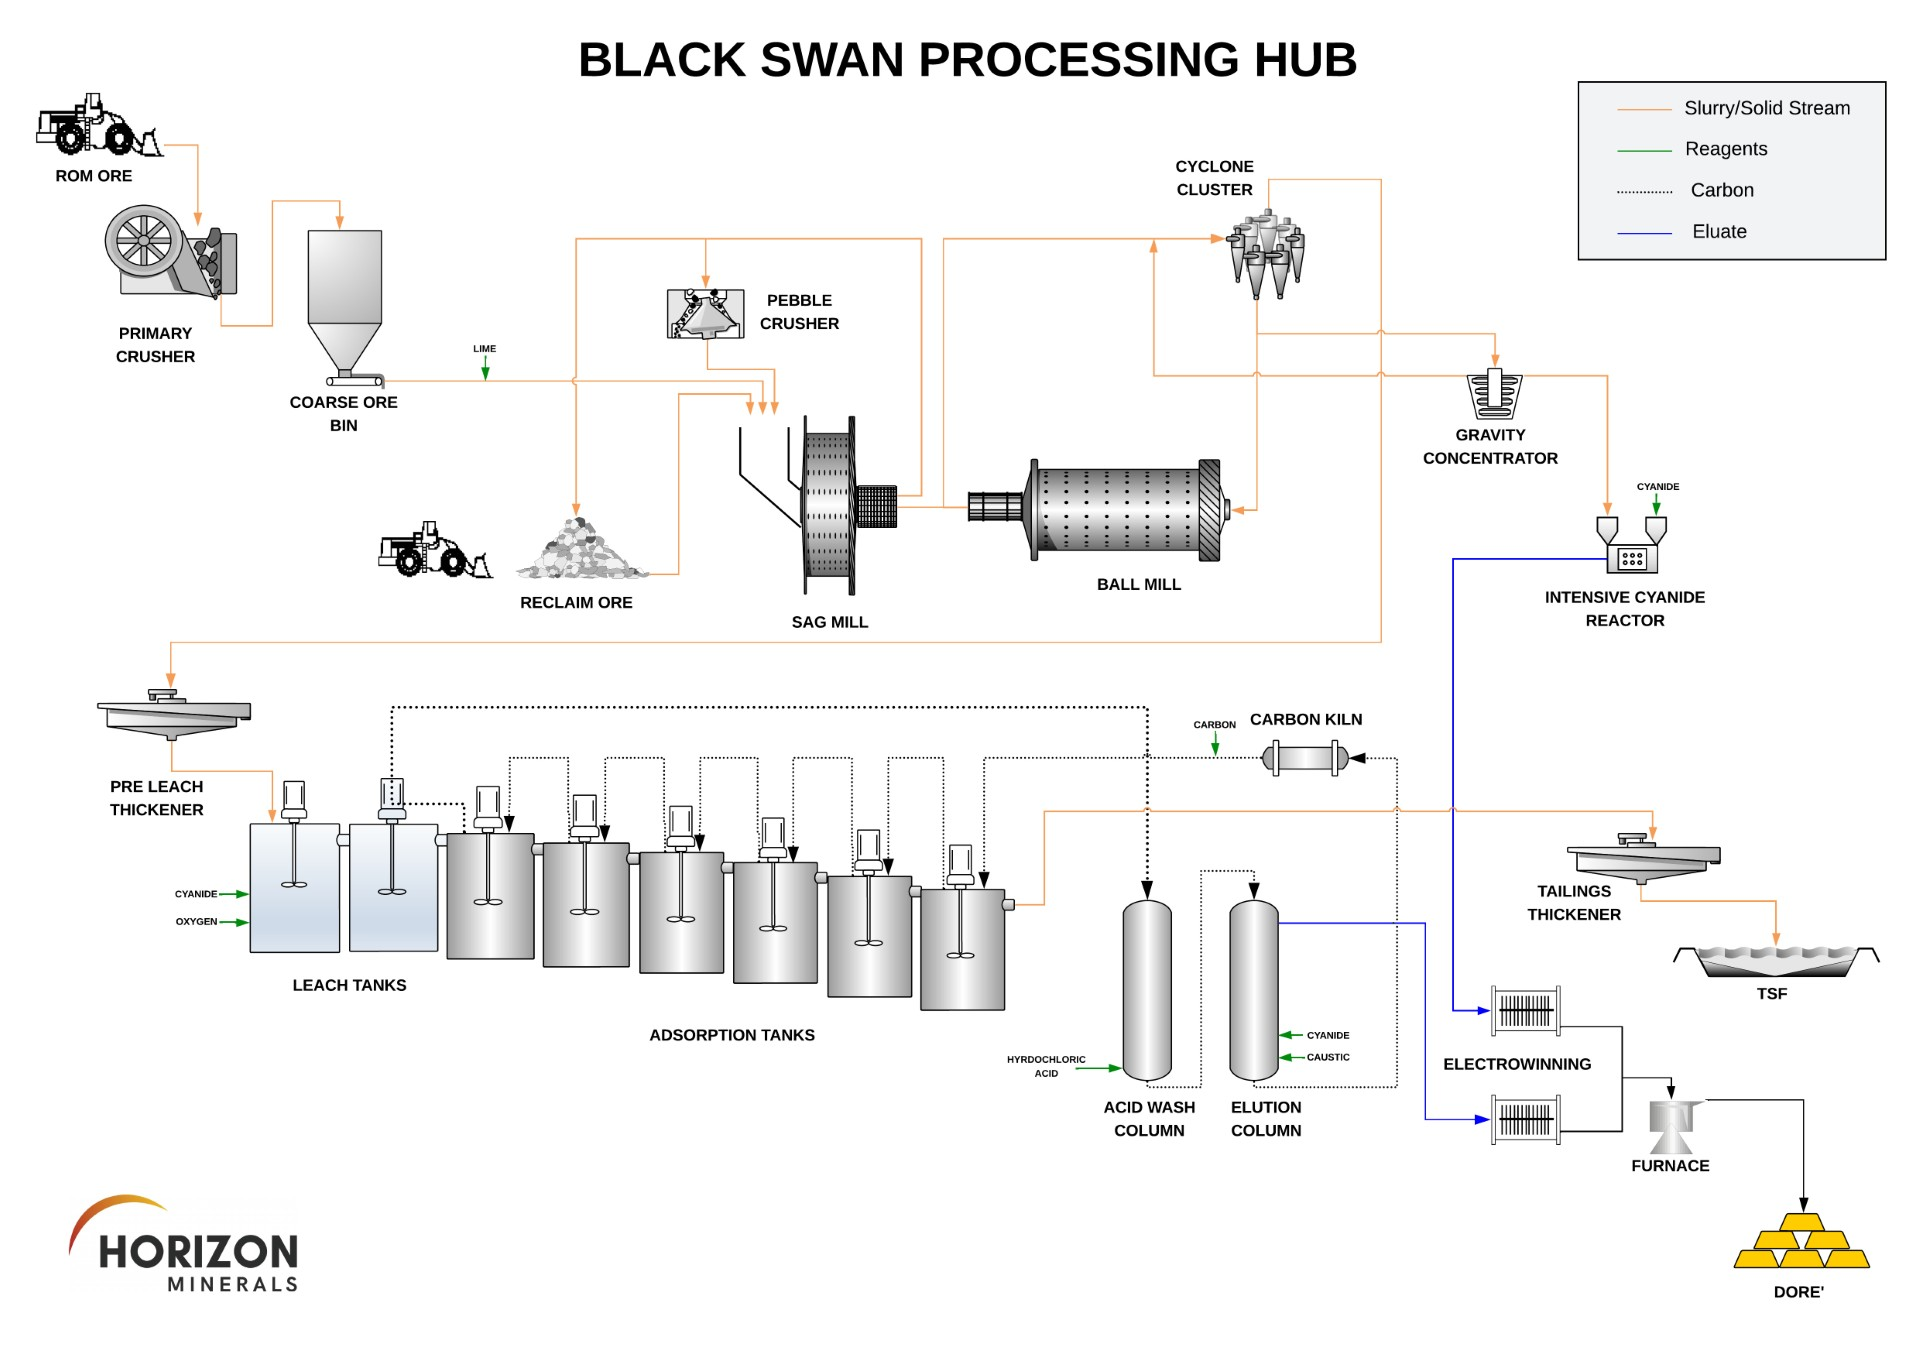 BLACK SWAN PROCESSING HUB
Slurry/Solid Stream
Reagents
Carbon
Eluate
ROM ORE
PRIMARY
CRUSHER
COARSE ORE
BIN
LIME
PEBBLE
CRUSHER
CYCLONE
CLUSTER
GRAVITY
CONCENTRATOR
CYANIDE
INTENSIVE CYANIDE
REACTOR
RECLAIM ORE
SAG MILL
BALL MILL
PRE LEACH
THICKENER
CYANIDE
OXYGEN
LEACH TANKS
ADSORPTION TANKS
CARBON
CARBON KILN
HYRDOCHLORIC
ACID
ACID WASH
COLUMN
CYANIDE
CAUSTIC
ELUTION
COLUMN
TAILINGS
THICKENER
TSF
ELECTROWINNING
FURNACE
DORE'
HORIZON
MINERALS